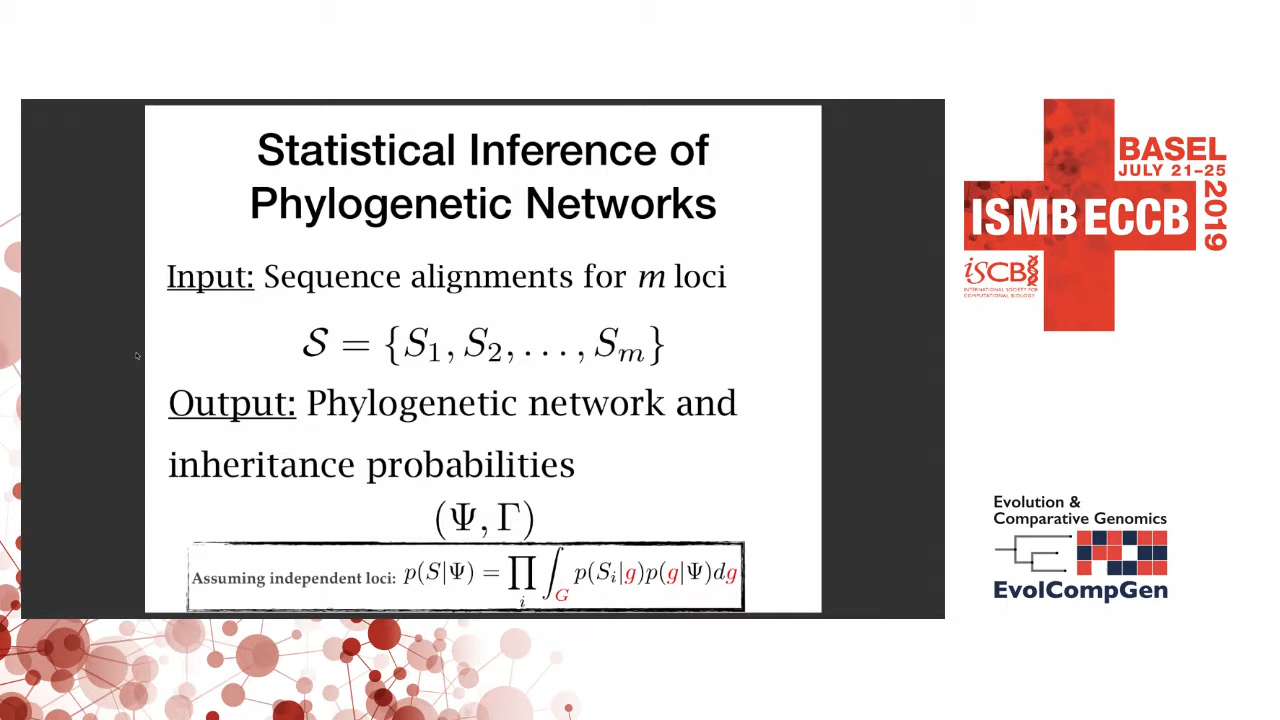 Statistical Inference of
Phylogenetic Networks
Input: Sequence alignments for m loci
𝒮 = {S₁, S₂, . . . , Sₘ}
Output: Phylogenetic network and
inheritance probabilities
(Ψ, Γ)
Assuming independent loci: p(S|Ψ) = ∏ᵢ ∫_G p(Sᵢ|g)p(g|Ψ)dg
BASEL
JULY 21–25
2019
ISMB ECCB
iSCB
INTERNATIONAL SOCIETY FOR
COMPUTATIONAL BIOLOGY
Evolution &
Comparative Genomics
EvolCompGen